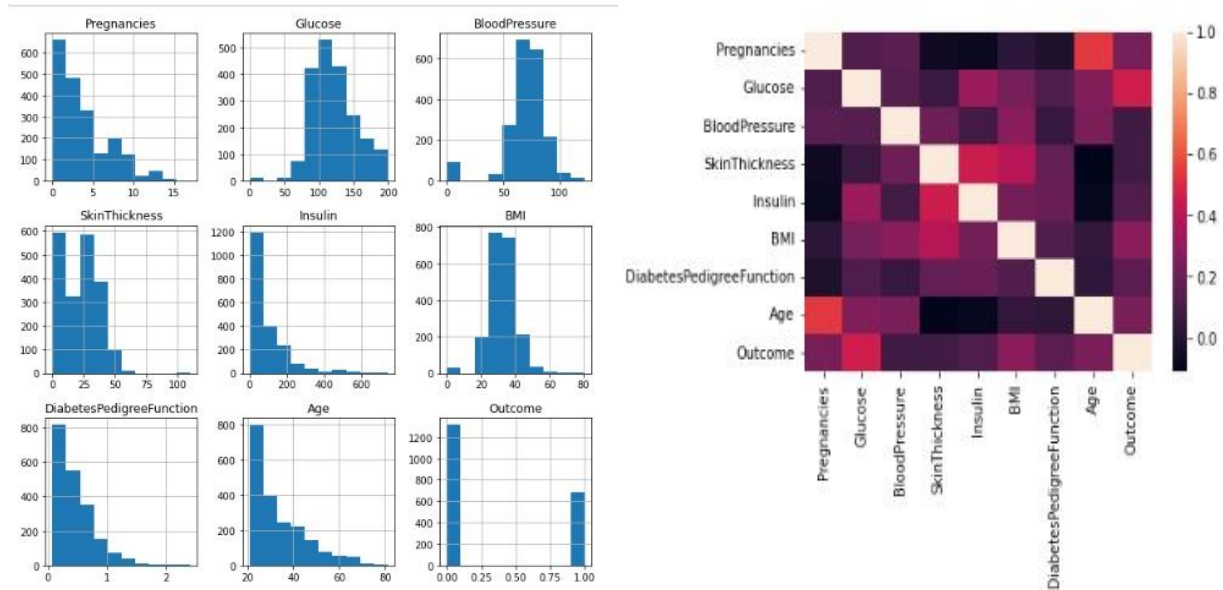 Pregnancies
600
500
400
300
200
100
0
0 5 10 15
Glucose
500
400
300
200
100
0
0 50 100 150 200
BloodPressure
800
600
400
200
0
0 50 100
SkinThickness
600
500
400
300
200
100
0
0 25 50 75 100
Insulin
1200
1000
800
600
400
200
0
0 200 400 600
BMI
800
600
400
200
0
0 20 40 60 80
DiabetesPedigreeFunction
800
600
400
200
0
0 1 2
Age
800
600
400
200
0
20 40 60 80
Outcome
1200
1000
800
600
400
200
0
0.00 0.25 0.50 0.75 1.00
Pregnancies
Glucose
BloodPressure
SkinThickness
Insulin
BMI
DiabetesPedigreeFunction
Age
Outcome
Pregnancies
Glucose
BloodPressure
SkinThickness
Insulin
BMI
DiabetesPedigreeFunction
Age
Outcome
1.0
0.8
0.6
0.4
0.2
0.0